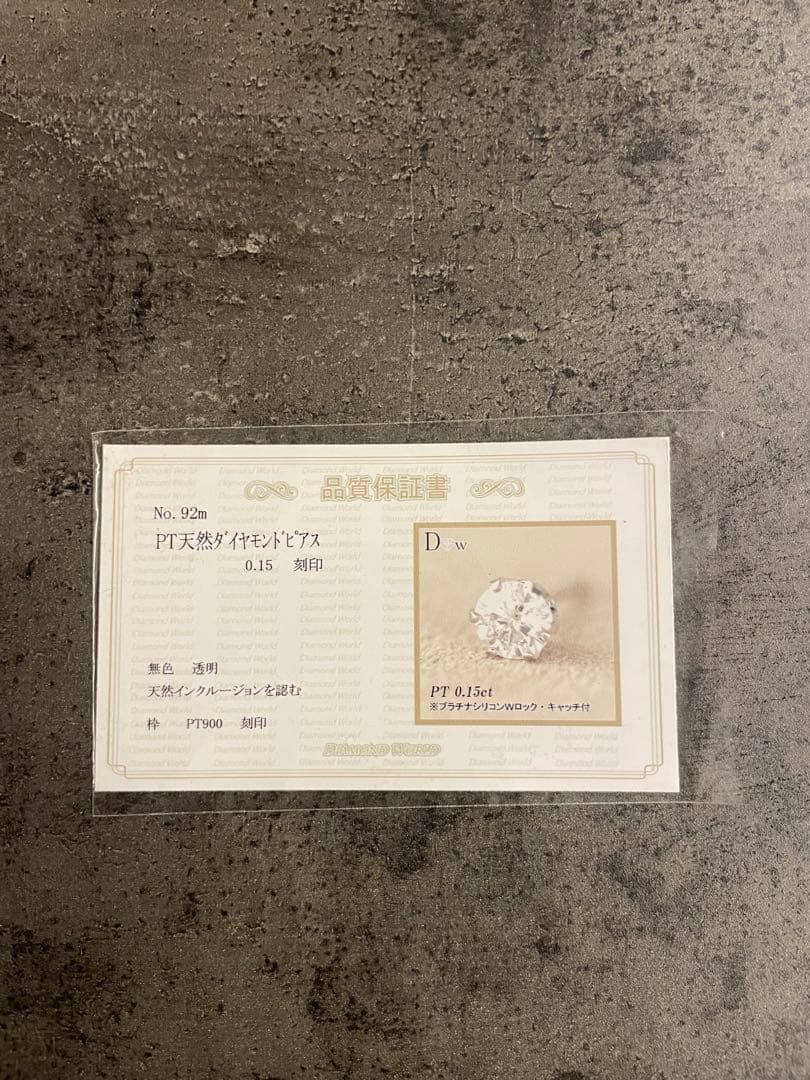 品質保証書
No. 92m
PT天然ﾀﾞｲﾔﾓﾝﾄﾞﾋﾟｱｽ
0.15 刻印
無色 透明
天然インクルージョンを認む
枠 PT900 刻印
D W
PT 0.15ct
※プラチナシリコンWロック・キャッチ付
DIAMOND WORLD